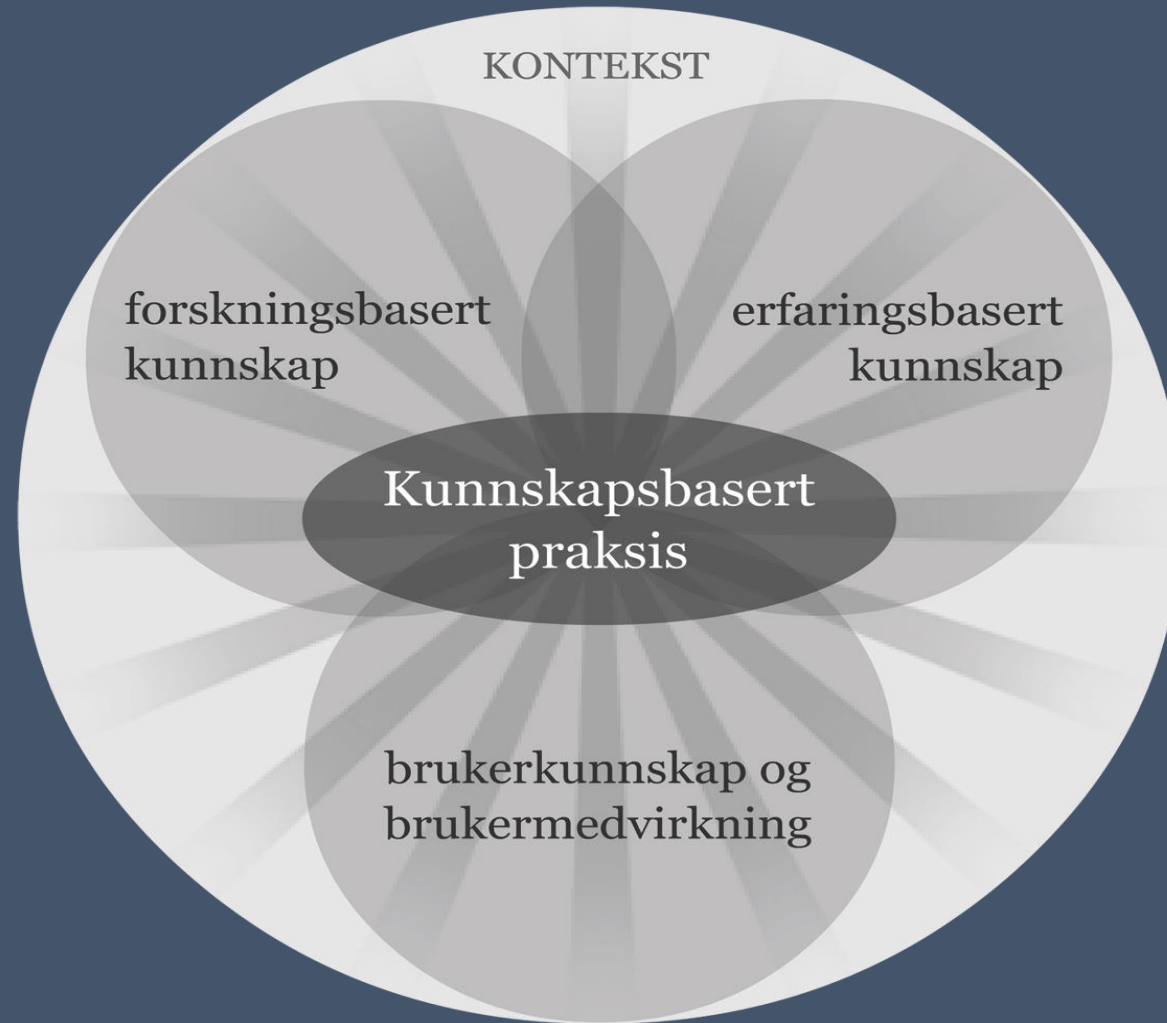 KONTEKST
forskningsbasert
kunnskap
erfaringsbasert
kunnskap
Kunnskapsbasert
praksis
brukerkunnskap og
brukermedvirkning